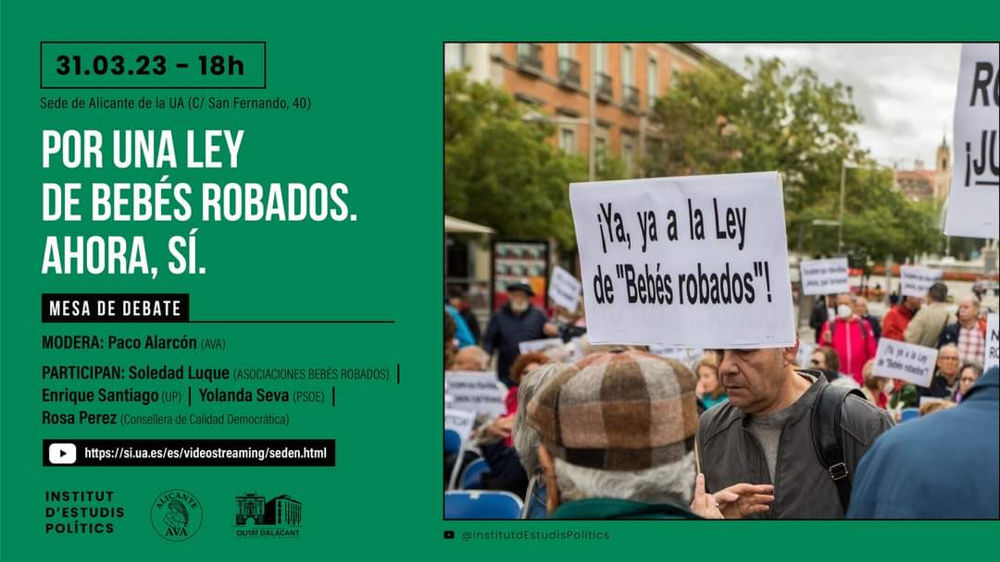 31.03.23 - 18h
Sede de Alicante de la UA (C/ San Fernando, 40)
POR UNA LEY
DE BEBÉS ROBADOS.
AHORA, SÍ.
MESA DE DEBATE
MODERA: Paco Alarcón (AVA)
PARTICIPAN: Soledad Luque (ASOCIACIONES BEBÉS ROBADOS) |
Enrique Santiago (UP) | Yolanda Seva (PSOE) |
Rosa Perez (Consellera de Calidad Democrática)
https://si.ua.es/es/videostreaming/seden.html
INSTITUT
D'ESTUDIS
POLÍTICS
ALICANTE
AVA
CIUTAT D'ALACANT
¡Ya, ya a la Ley
de "Bebés robados"!
¡Ya, ya a la Ley
de "Bebés robados"!
@institutdEstudisPolitics